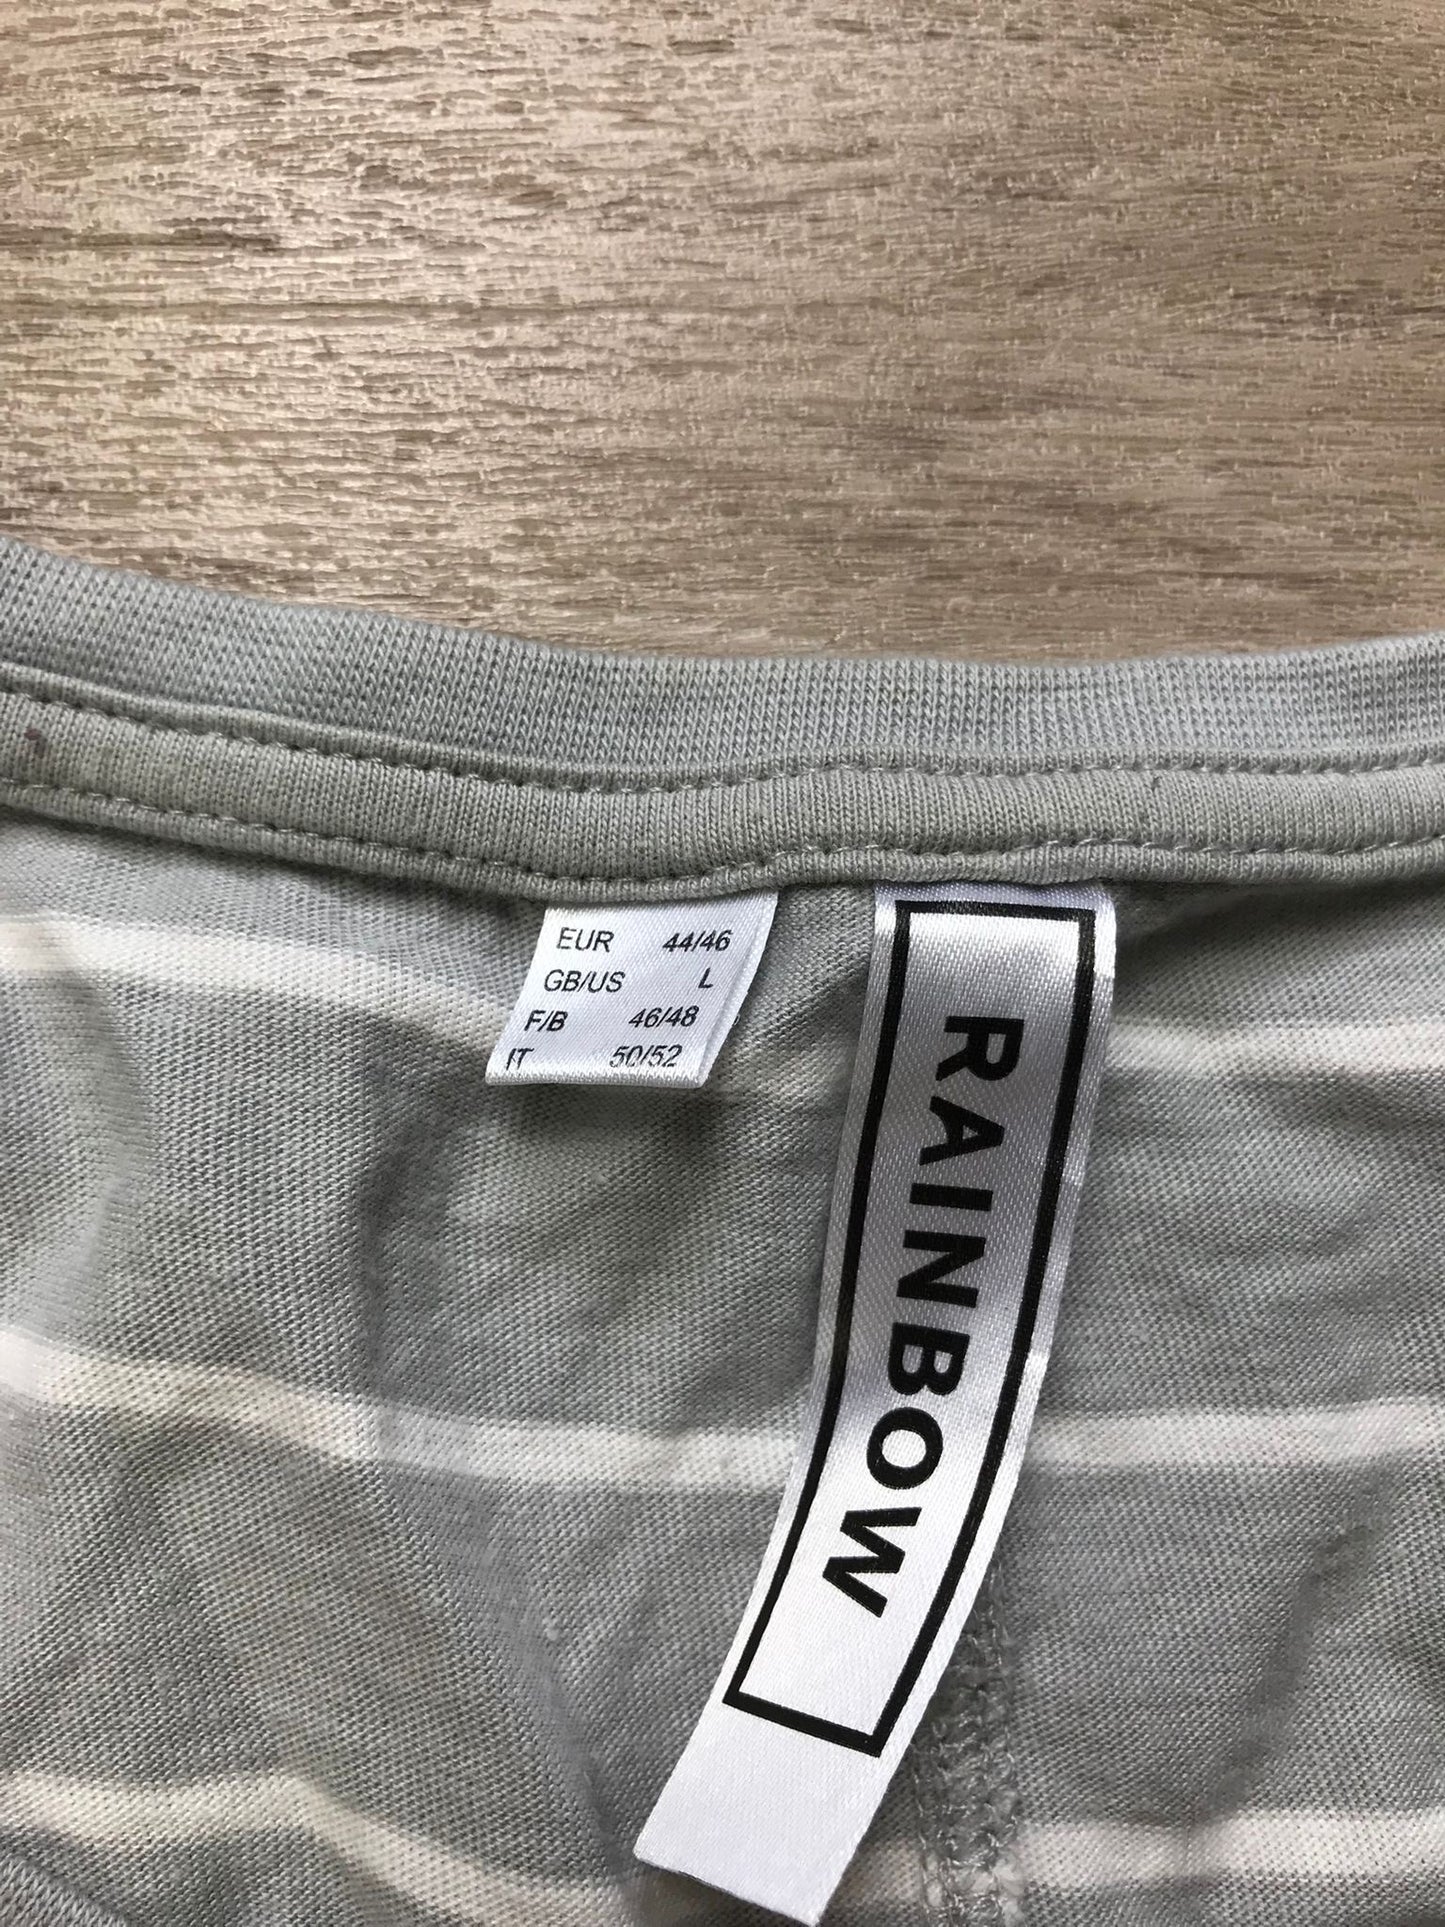 EUR 44/46
GB/US L
F/B 46/48
IT 50/52
RAINBOW